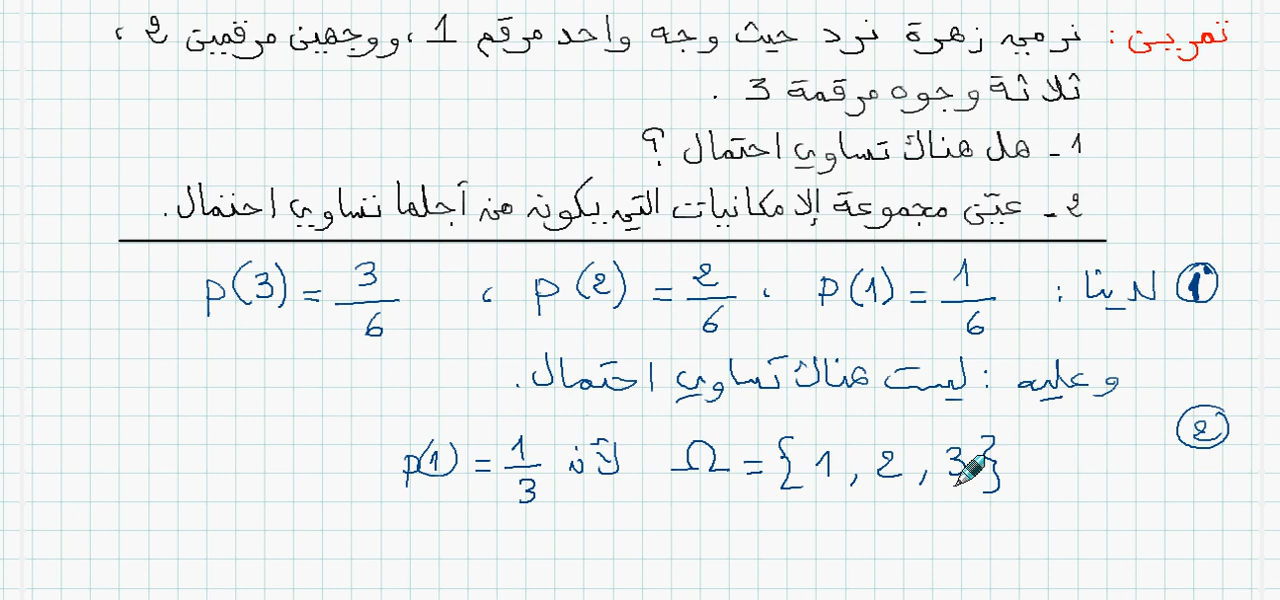 تمرين : نرمي زهرة نرد حيث وجه واحد مرقم 1 ، ووجهين مرقمين 2 ،
ثلاثة وجوه مرقمة 3 .
1 - هل هناك تساوي احتمال ؟
2 - عيّن مجموعة الامكانيات التي يكون من أجلها تساوي احتمال .
① لدينا : p(1) = 1/6 ، p(2) = 2/6 ، p(3) = 3/6
وعليه : ليست هناك تساوي احتمال .
②
p(1) = 1/3 لأن Ω = {1 , 2 , 3}